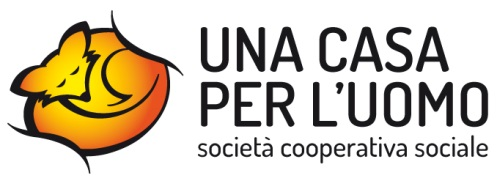 UNA CASA
PER L'UOMO
società cooperativa sociale